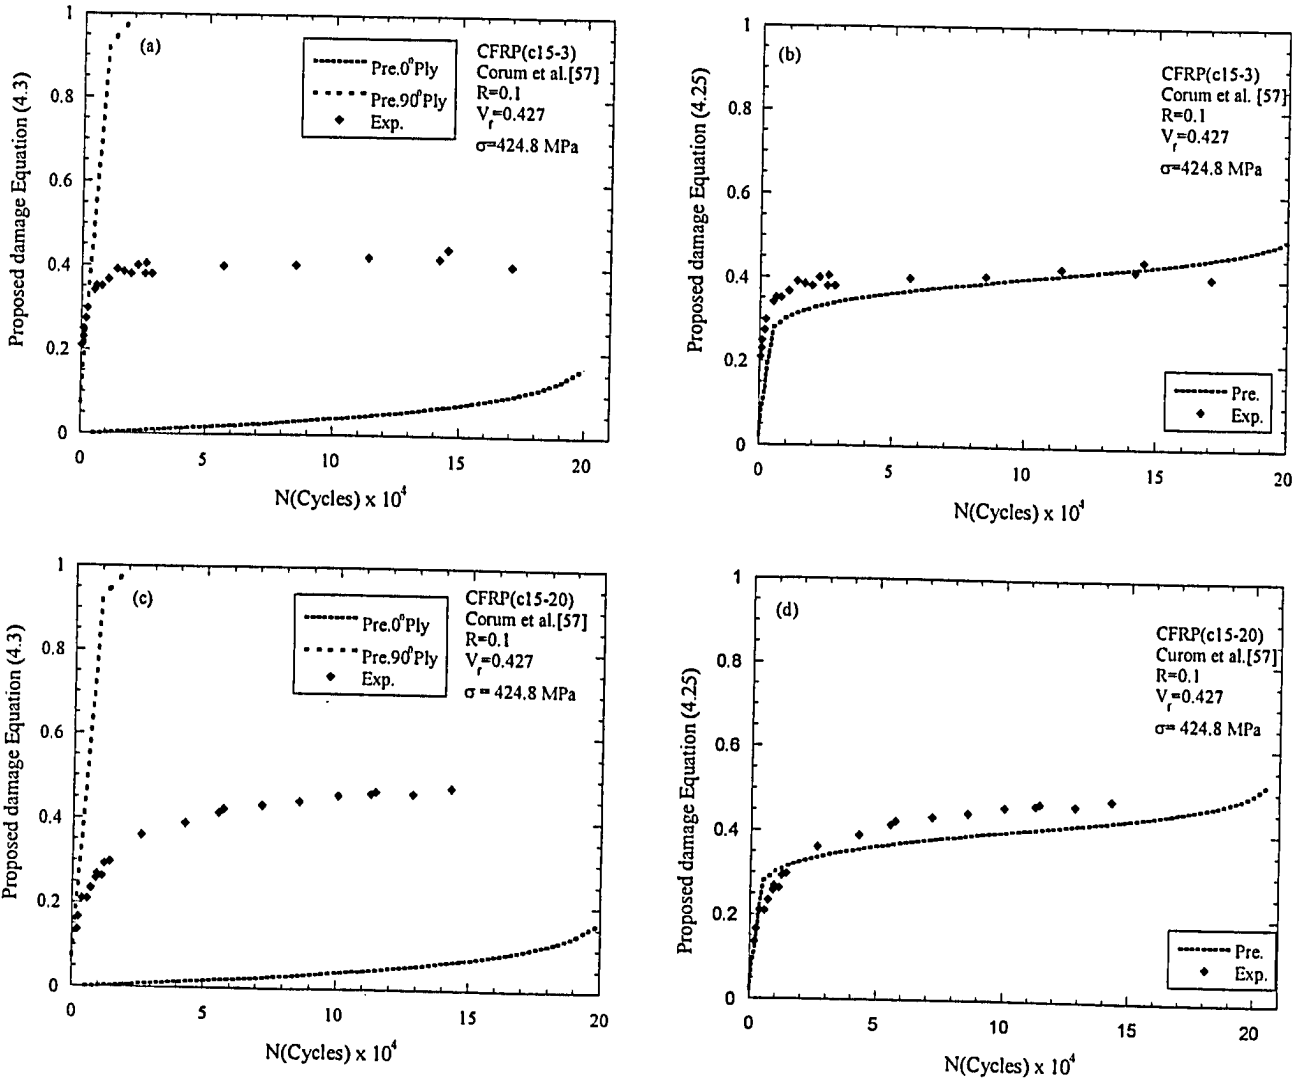 (a)
Proposed damage Equation (4.3)
1
0.8
0.6
0.4
0.2
0
0 5 10 15 20
N(Cycles) x 10⁴
Pre.0⁰Ply
Pre.90⁰Ply
Exp.
CFRP(c15-3)
Corum et al.[57]
R=0.1
V_f=0.427
σ=424.8 MPa
(b)
Proposed damage Equation (4.25)
1
0.8
0.6
0.4
0.2
0
0 5 10 15 20
N(Cycles) x 10⁴
CFRP(c15-3)
Corum et al. [57]
R=0.1
V_f=0.427
σ=424.8 MPa
Pre.
Exp.
(c)
Proposed damage Equation (4.3)
1
0.8
0.6
0.4
0.2
0
0 5 10 15 20
N(Cycles) x 10⁴
Pre.0⁰Ply
Pre.90⁰Ply
Exp.
CFRP(c15-20)
Corum et al.[57]
R=0.1
V_f=0.427
σ = 424.8 MPa
(d)
Proposed damage Equation (4.25)
1
0.8
0.6
0.4
0.2
0
0 5 10 15 20
N(Cycles) x 10⁴
CFRP(c15-20)
Curom et al.[57]
R=0.1
V_f=0.427
σ= 424.8 MPa
Pre.
Exp.